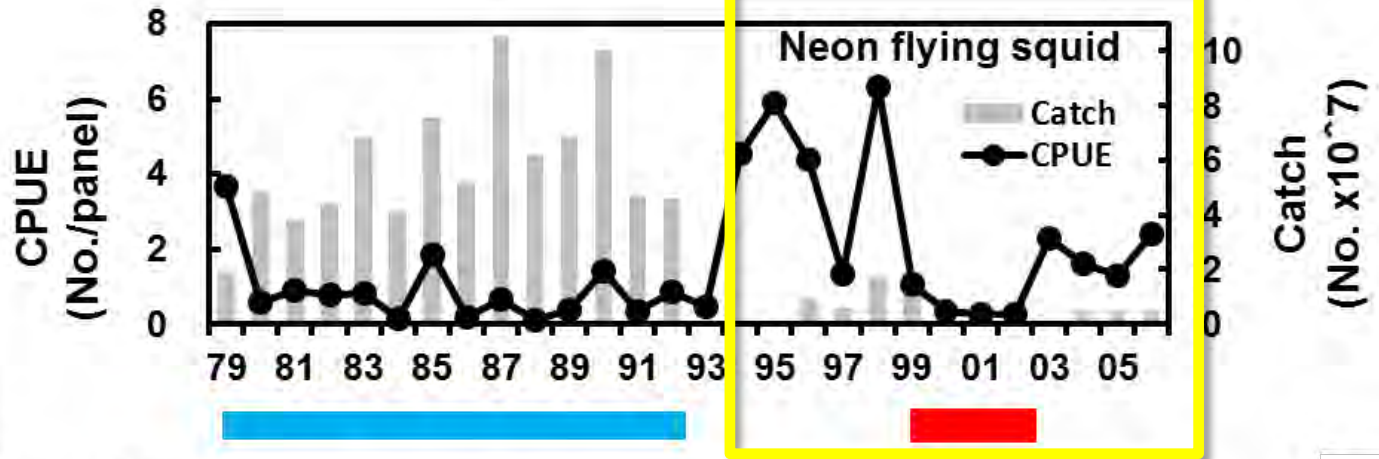 Neon flying squid
Catch
CPUE
CPUE
(No./panel)
8
6
4
2
0
10
8
6
4
2
0
Catch
(No. x10^7)
79 81 83 85 87 89 91 93 95 97 99 01 03 05